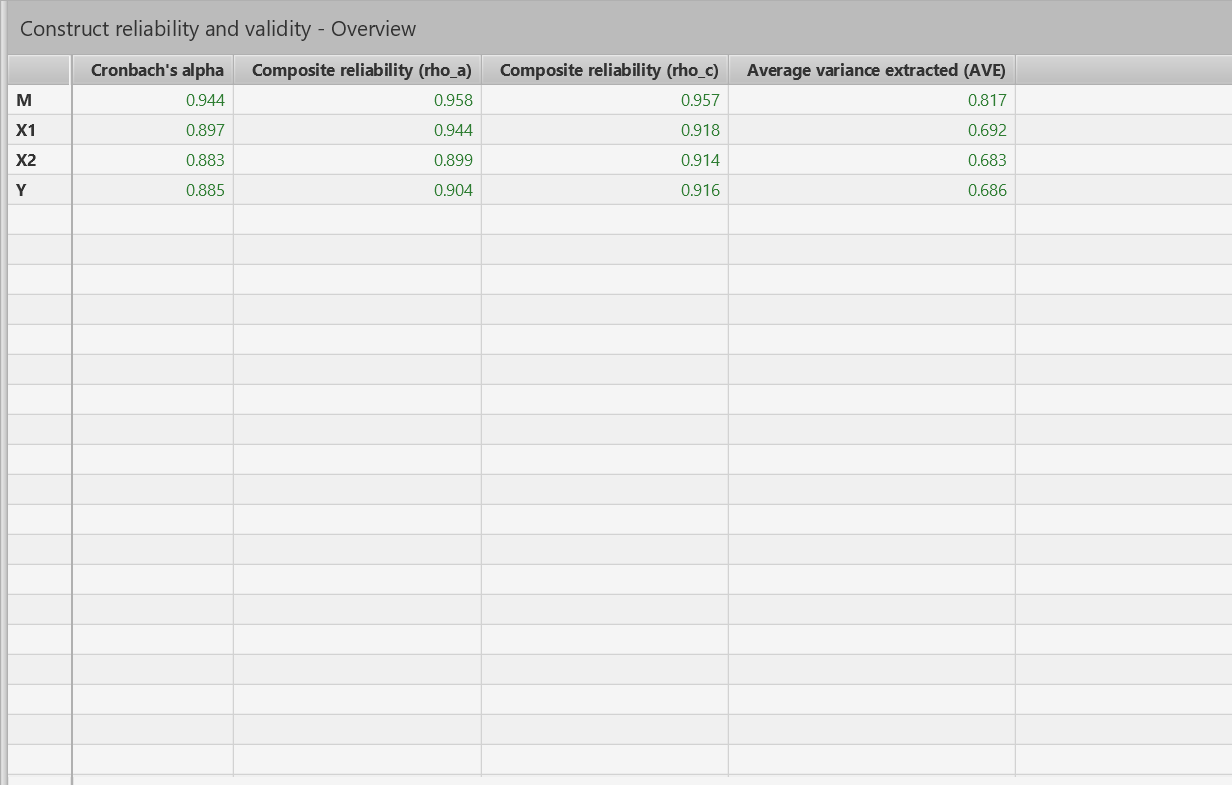 Construct reliability and validity - Overview
Cronbach's alpha Composite reliability (rho_a) Composite reliability (rho_c) Average variance extracted (AVE)
M 0.944 0.958 0.957 0.817
X1 0.897 0.944 0.918 0.692
X2 0.883 0.899 0.914 0.683
Y 0.885 0.904 0.916 0.686